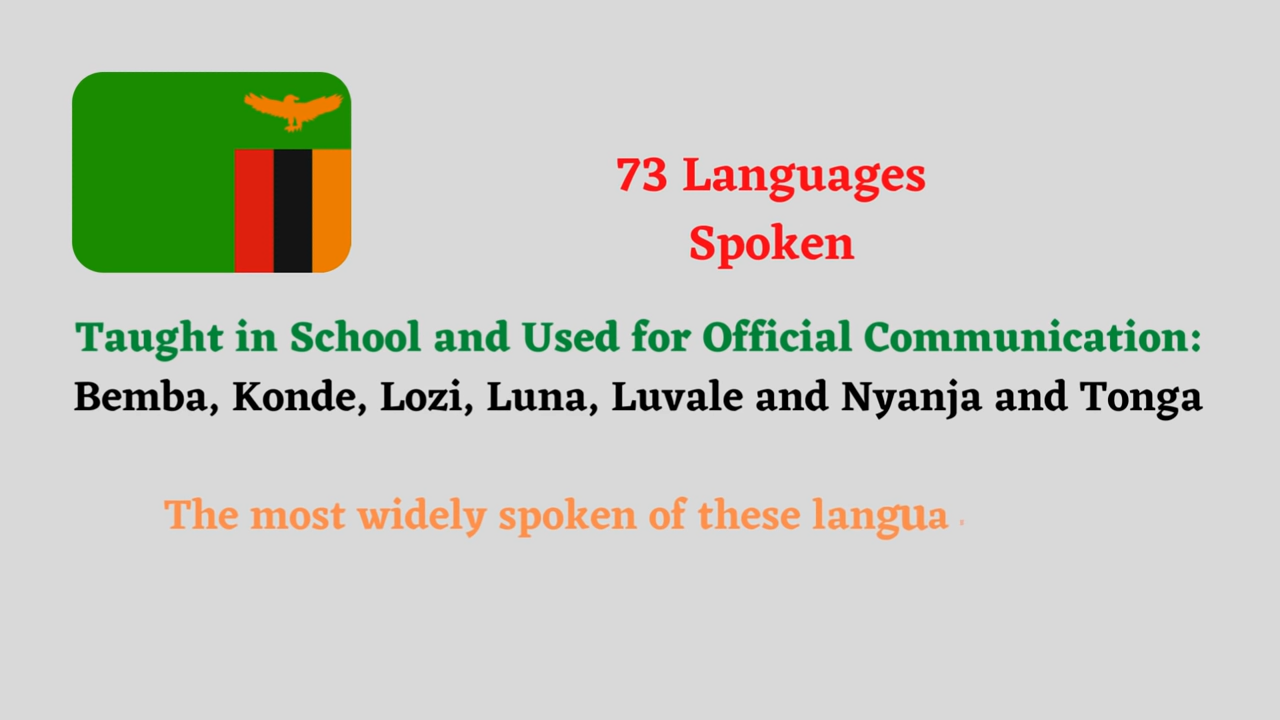 73 Languages
Spoken
Taught in School and Used for Official Communication:
Bemba, Konde, Lozi, Luna, Luvale and Nyanja and Tonga
The most widely spoken of these langua